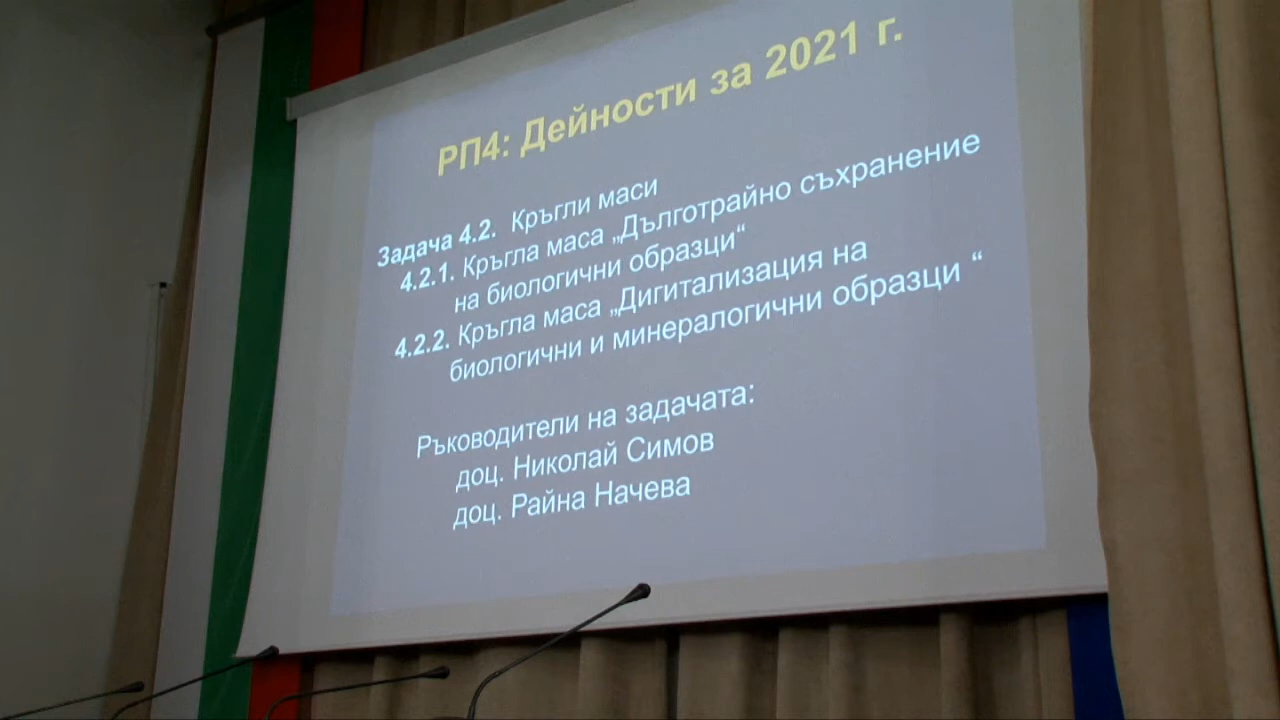 РП4: Дейности за 2021 г.
Задача 4.2. Кръгли маси
4.2.1. Кръгла маса „Дълготрайно съхранение
на биологични образци“
4.2.2. Кръгла маса „Дигитализация на
биологични и минералогични образци “
Ръководители на задачата:
доц. Николай Симов
доц. Райна Начева